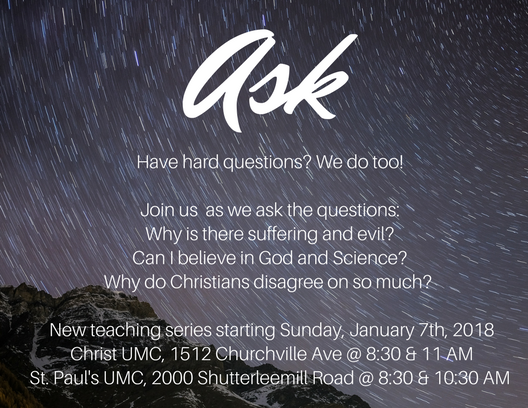 Ask
Have hard questions? We do too!
Join us as we ask the questions:
Why is there suffering and evil?
Can I believe in God and Science?
Why do Christians disagree on so much?
New teaching series starting Sunday, January 7th, 2018
Christ UMC, 1512 Churchville Ave @ 8:30 & 11 AM
St. Paul's UMC, 2000 Shutterleemill Road @ 8:30 & 10:30 AM